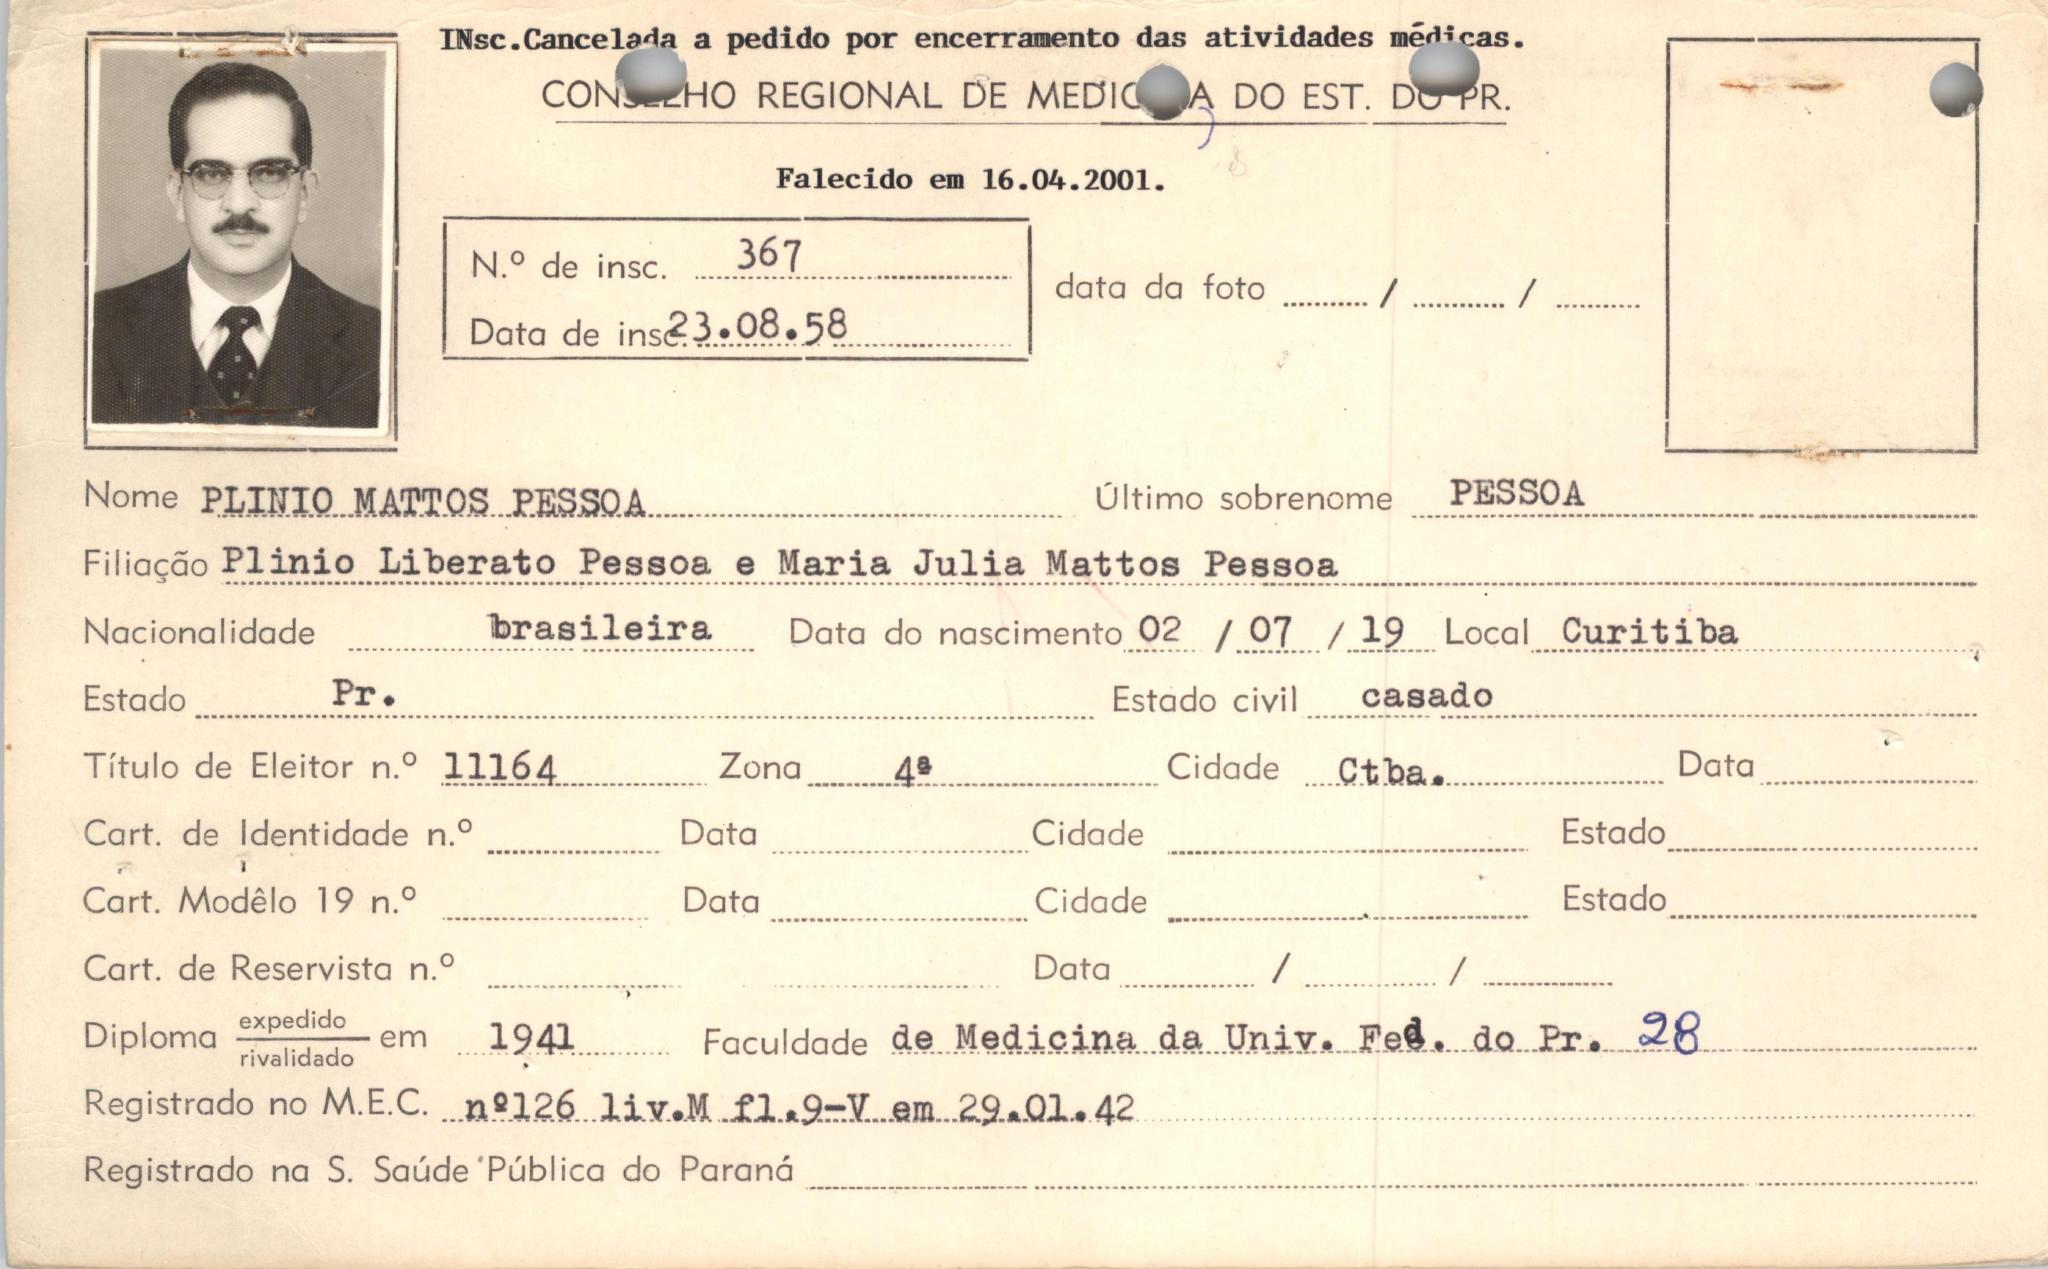 INsc.Cancelada a pedido por encerramento das atividades médicas.
CONSELHO REGIONAL DE MEDICINA DO EST. DO PR.
Falecido em 16.04.2001.
N.º de insc. 367
Data de insc. 23.08.58
data da foto / /
Nome PLINIO MATTOS PESSOA Último sobrenome PESSOA
Filiação Plinio Liberato Pessoa e Maria Julia Mattos Pessoa
Nacionalidade brasileira Data do nascimento 02 / 07 / 19 Local Curitiba
Estado Pr. Estado civil casado
Título de Eleitor n.º 11164 Zona 4ª Cidade Ctba. Data
Cart. de Identidade n.º Data Cidade Estado
Cart. Modêlo 19 n.º Data Cidade Estado
Cart. de Reservista n.º Data / /
Diploma expedido rivalidado em 1941 Faculdade de Medicina da Univ. Fed. do Pr. 28
Registrado no M.E.C. nº126 liv.M fl.9-V em 29.01.42
Registrado na S. Saúde Pública do Paraná